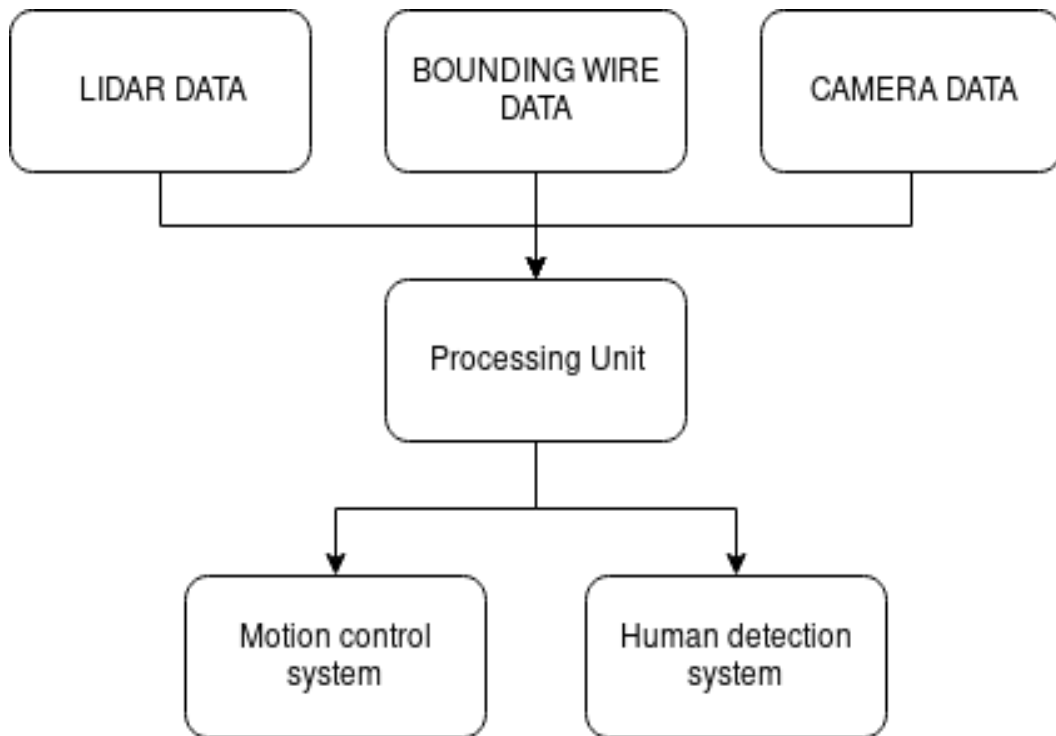 LIDAR DATA
BOUNDING WIRE
DATA
CAMERA DATA
Processing Unit
Motion control
system
Human detection
system